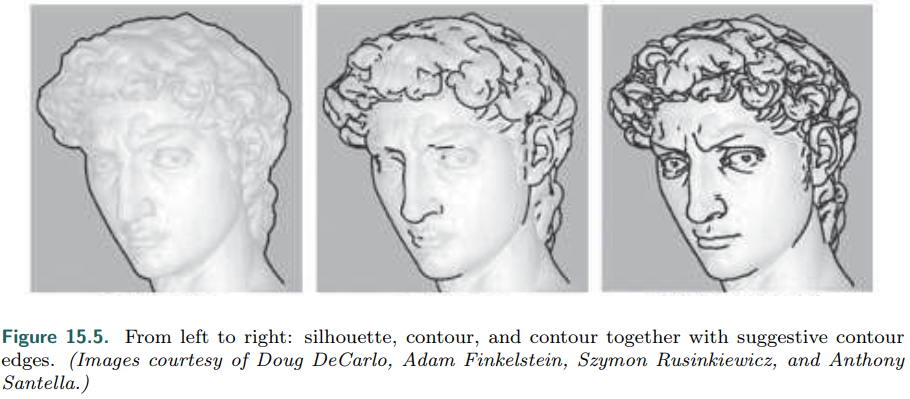 Figure 15.5. From left to right: silhouette, contour, and contour together with suggestive contour
edges. (Images courtesy of Doug DeCarlo, Adam Finkelstein, Szymon Rusinkiewicz, and Anthony
Santella.)